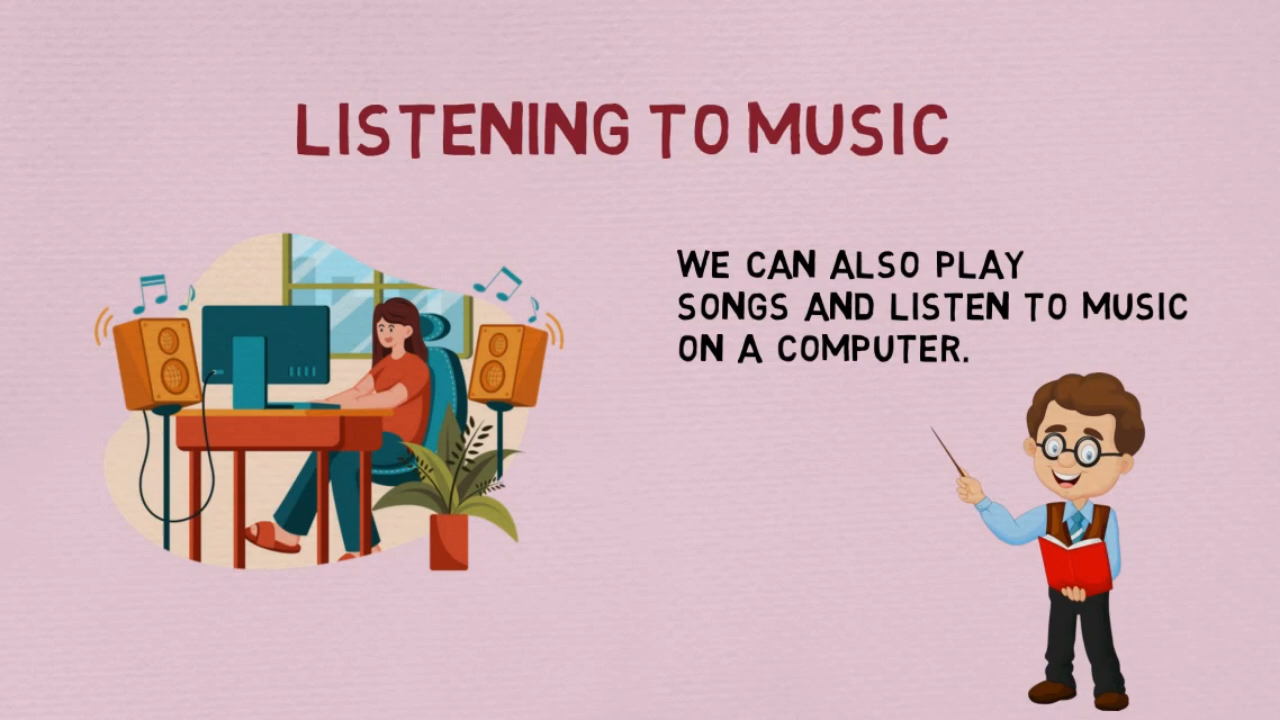 LISTENING TO MUSIC
WE CAN ALSO PLAY
SONGS AND LISTEN TO MUSIC
ON A COMPUTER.